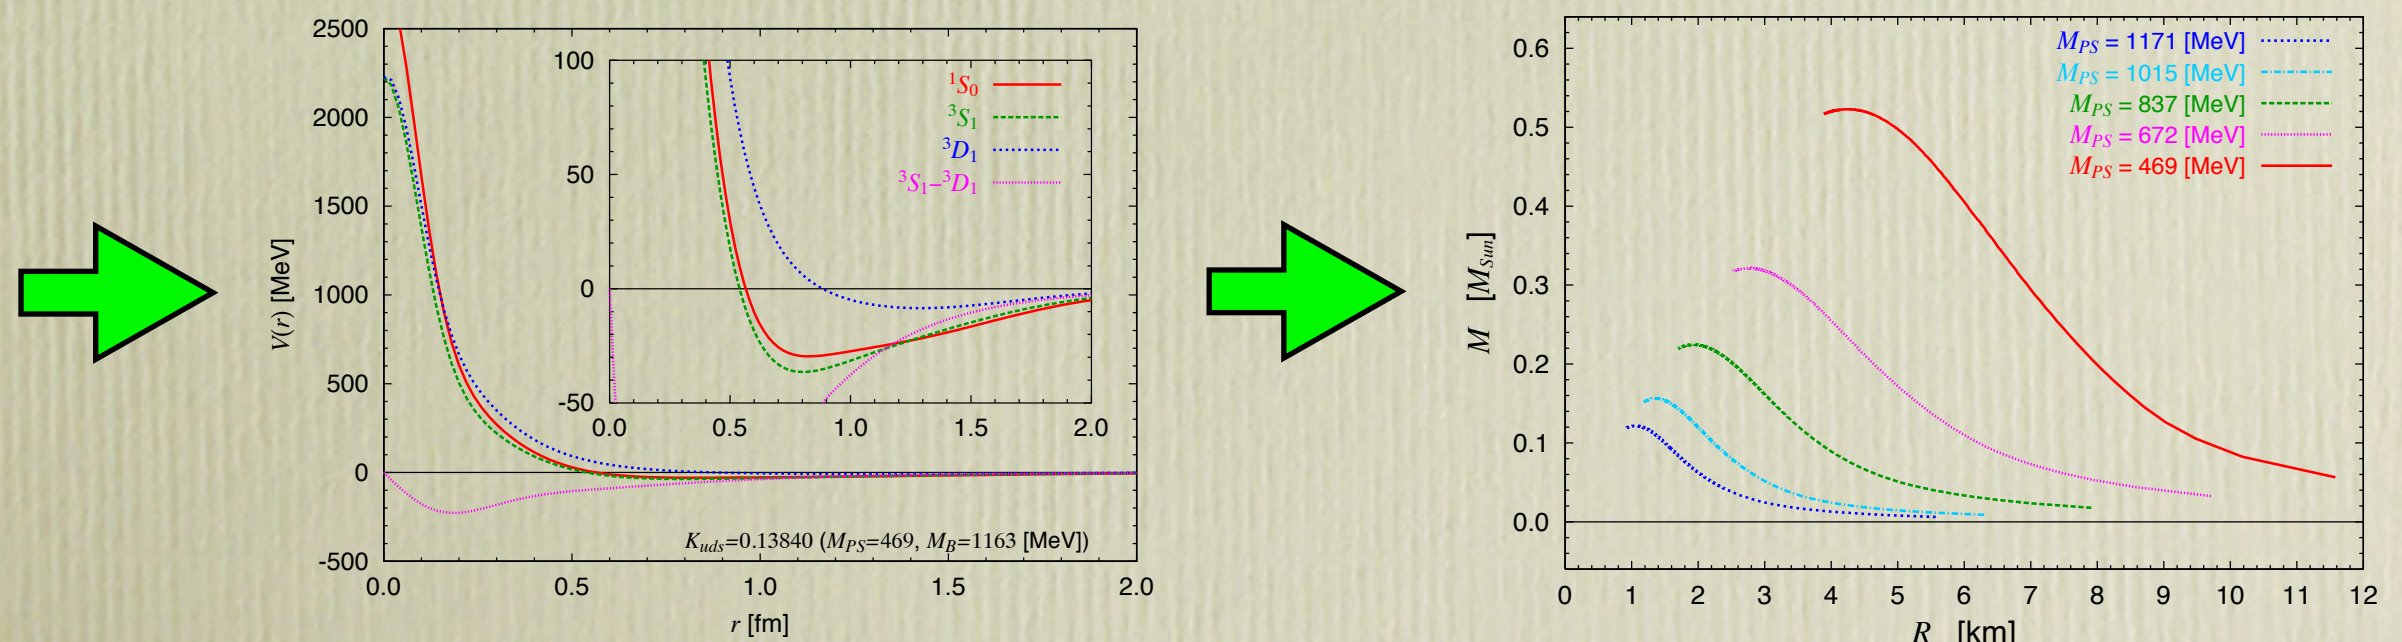 2500
2000
1500
1000
500
0
-500
V(r) [MeV]
0.0 0.5 1.0 1.5 2.0
r [fm]
100
50
0
-50
0.0 0.5 1.0 1.5 2.0
¹S₀
³S₁
³D₁
³S₁–³D₁
K_uds=0.13840 (M_PS=469, M_B=1163 [MeV])
0.6
0.5
0.4
0.3
0.2
0.1
0.0
M [M_Sun]
M_PS = 1171 [MeV]
M_PS = 1015 [MeV]
M_PS = 837 [MeV]
M_PS = 672 [MeV]
M_PS = 469 [MeV]
0 1 2 3 4 5 6 7 8 9 10 11 12
R [km]